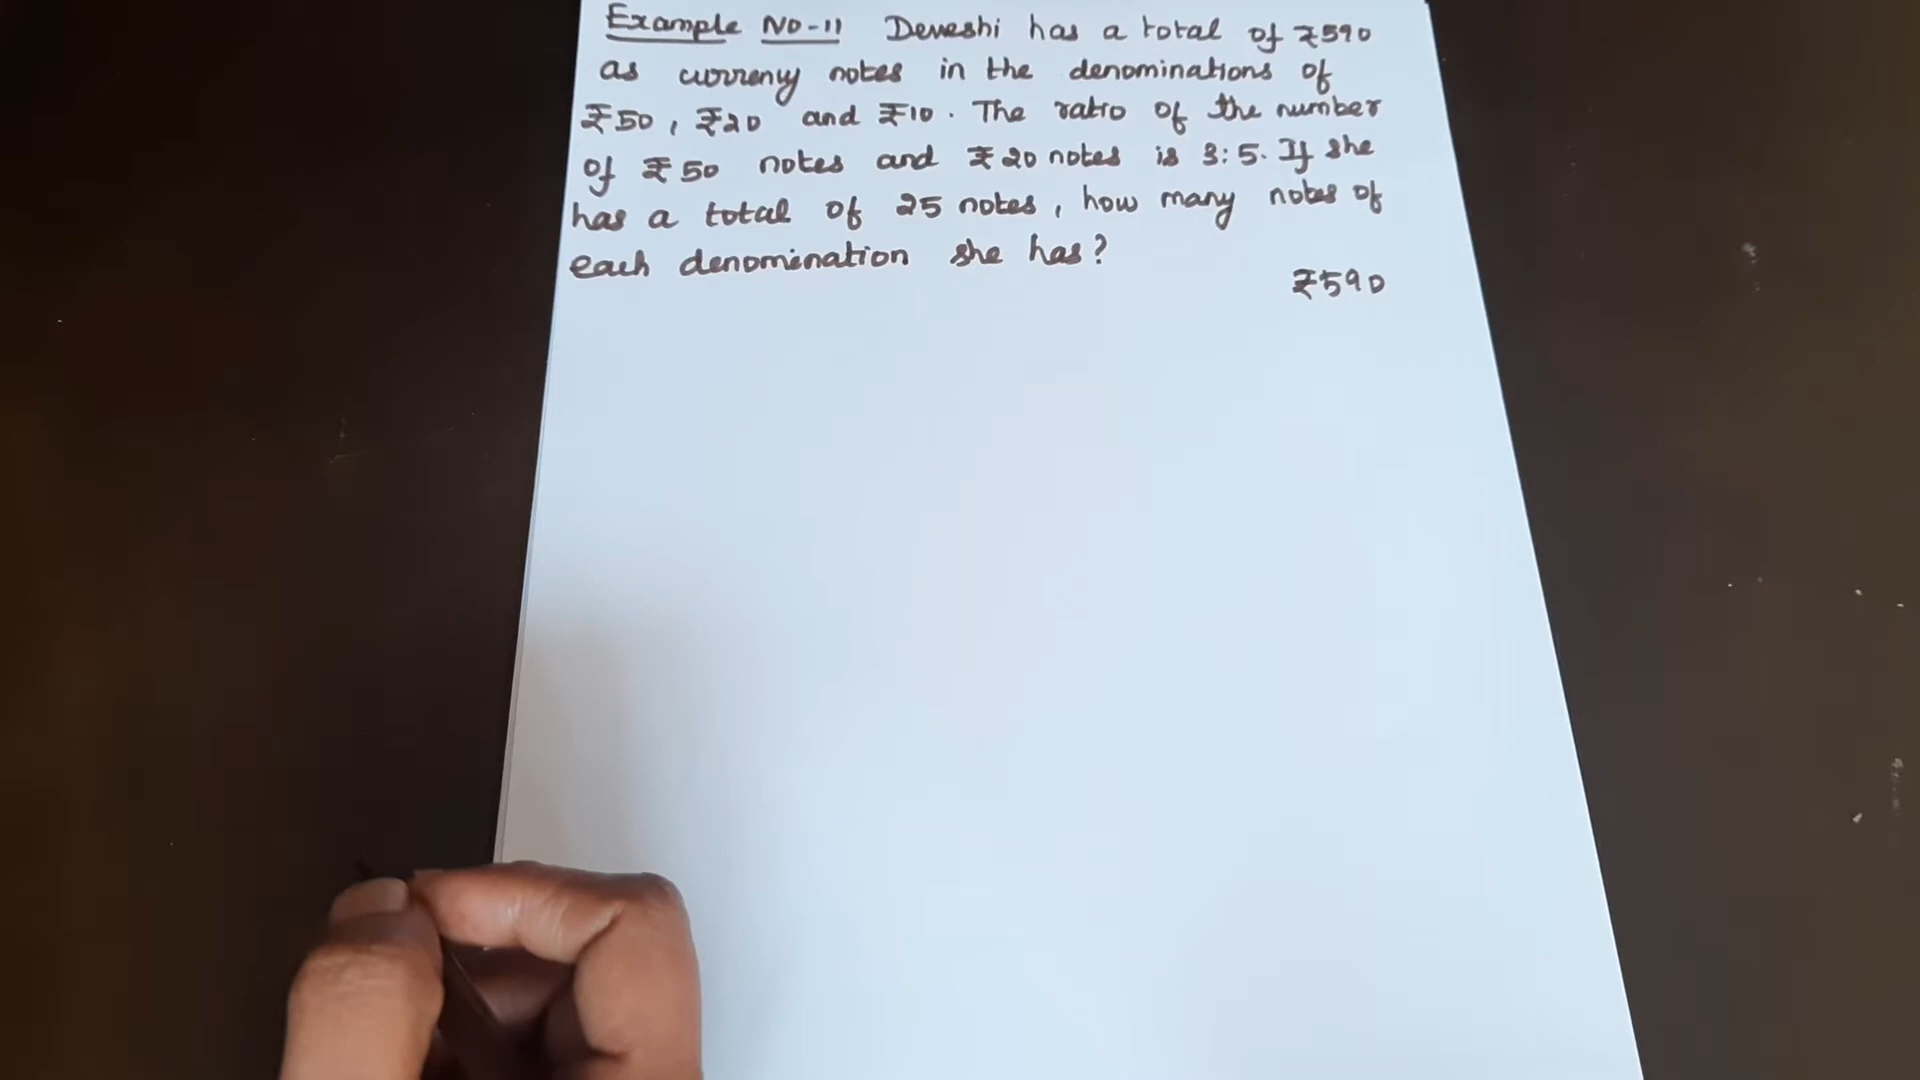 Example No-11 Deveshi has a total of ₹590
as curreny notes in the denominations of
₹50, ₹20 and ₹10. The ratio of the number
of ₹50 notes and ₹20 notes is 3:5. If she
has a total of 25 notes, how many notes of
each denomination she has?
₹590